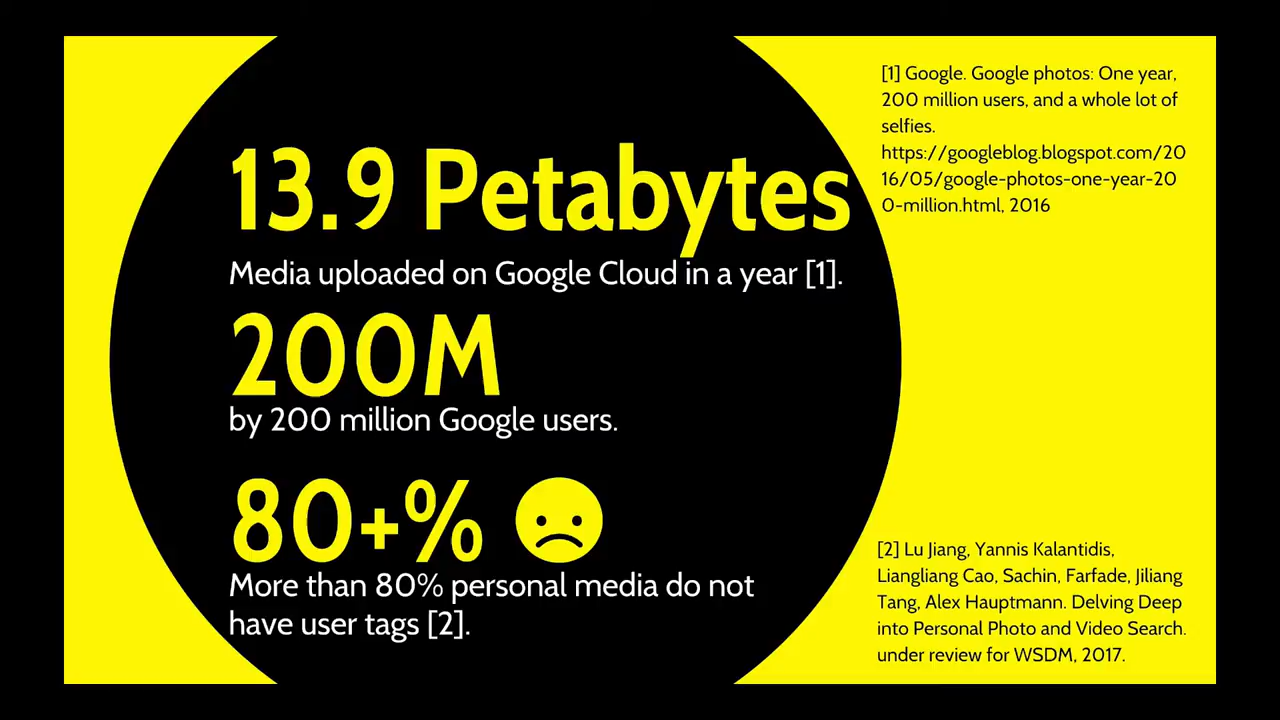 13.9 Petabytes
Media uploaded on Google Cloud in a year [1].
200M
by 200 million Google users.
80+%
More than 80% personal media do not
have user tags [2].
[1] Google. Google photos: One year,
200 million users, and a whole lot of
selfies.
https://googleblog.blogspot.com/20
16/05/google-photos-one-year-20
0-million.html, 2016
[2] Lu Jiang, Yannis Kalantidis,
Liangliang Cao, Sachin, Farfade, Jiliang
Tang, Alex Hauptmann. Delving Deep
into Personal Photo and Video Search.
under review for WSDM, 2017.